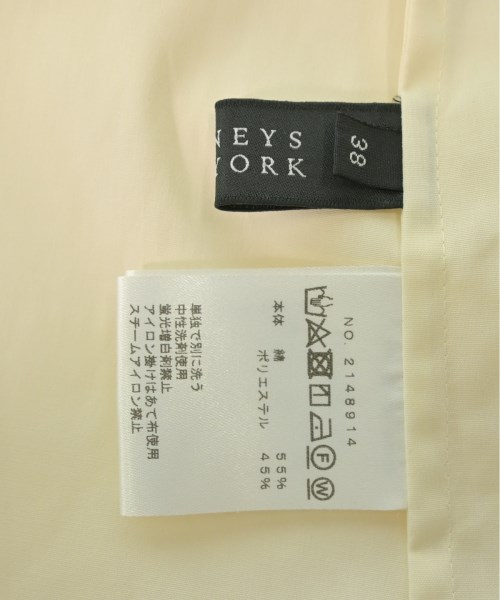 NEYS
YORK
38
NO. 2148914
本体 綿 55%
ポリエステル 45%
単独で別に洗う
中性洗剤使用
蛍光増白剤禁止
アイロン掛けはあて布使用
スチームアイロン禁止